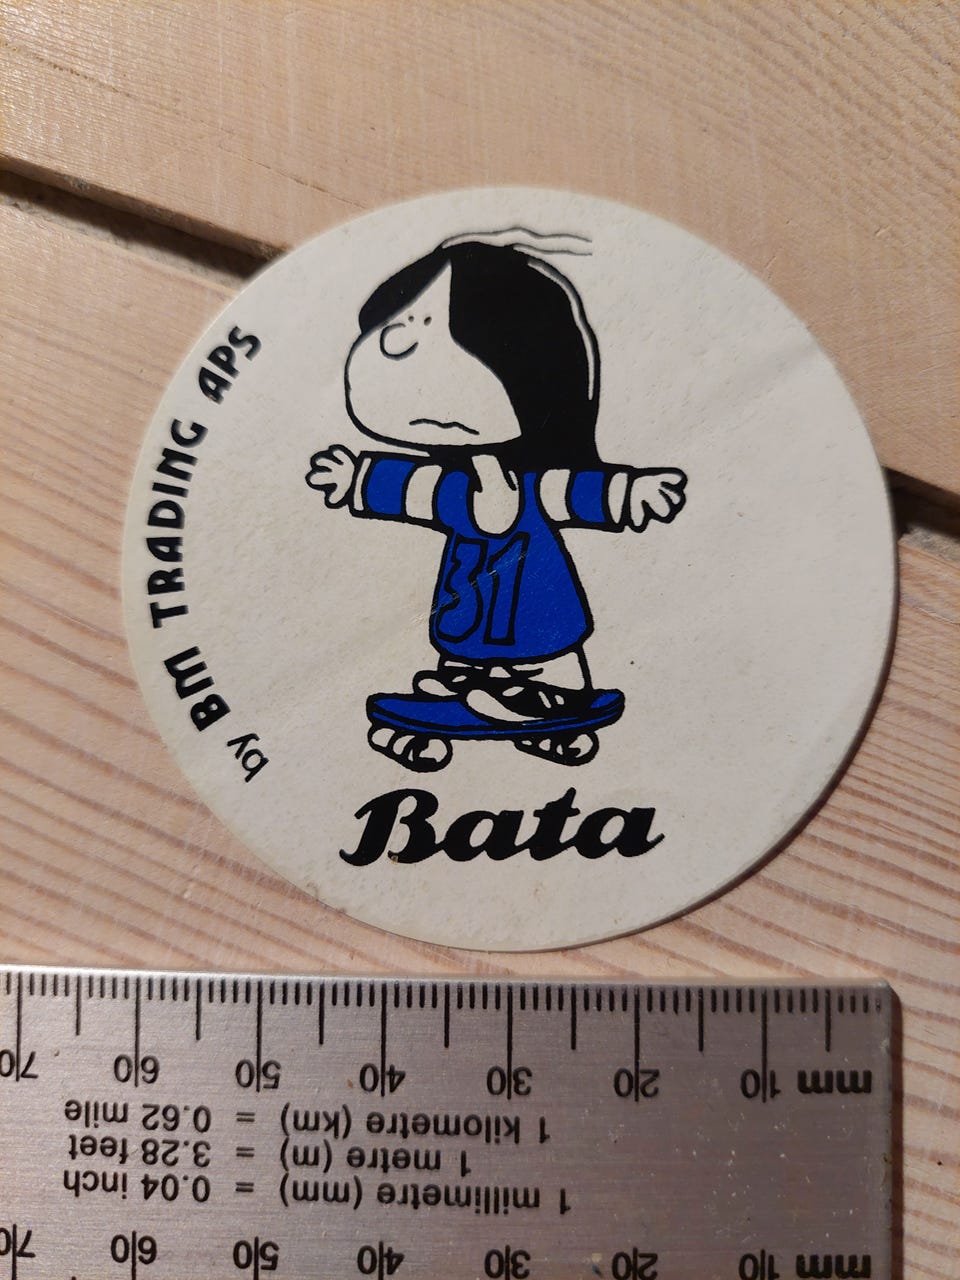 by BM TRADING APS
31
Bata
mm 10 20 30 40 50 60 70
1 kilometre (km) = 0.62 mile
1 metre (m) = 3.28 feet
1 millimetre (mm) = 0.04 inch
mm 10 20 30 40 50 60 70